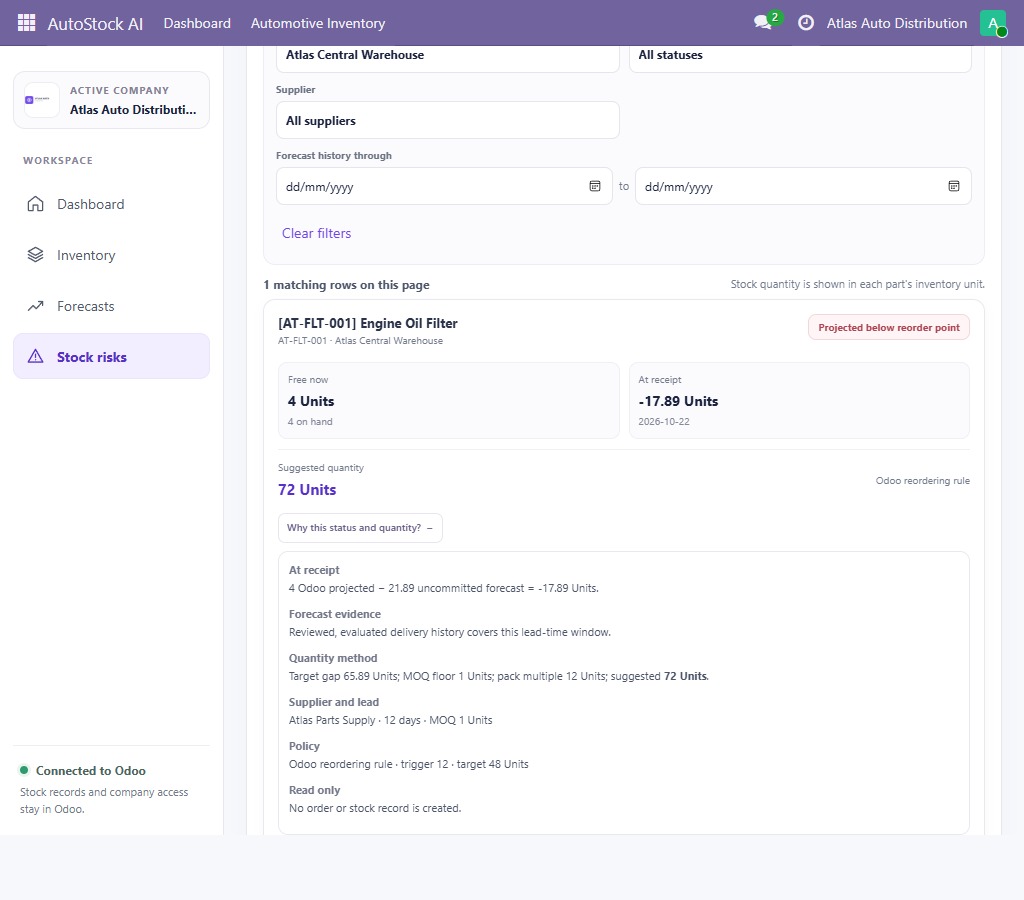 AutoStock AI
Dashboard
Automotive Inventory
2
Atlas Auto Distribution
A
ACTIVE COMPANY
Atlas Auto Distributi...
WORKSPACE
Dashboard
Inventory
Forecasts
Stock risks
Connected to Odoo
Stock records and company access
stay in Odoo.
Atlas Central Warehouse
All statuses
Supplier
All suppliers
Forecast history through
dd/mm/yyyy
to
dd/mm/yyyy
Clear filters
1 matching rows on this page
Stock quantity is shown in each part's inventory unit.
[AT-FLT-001] Engine Oil Filter
AT-FLT-001 · Atlas Central Warehouse
Projected below reorder point
Free now
4 Units
4 on hand
At receipt
-17.89 Units
2026-10-22
Suggested quantity
72 Units
Odoo reordering rule
Why this status and quantity? −
At receipt
4 Odoo projected − 21.89 uncommitted forecast = -17.89 Units.
Forecast evidence
Reviewed, evaluated delivery history covers this lead-time window.
Quantity method
Target gap 65.89 Units; MOQ floor 1 Units; pack multiple 12 Units; suggested 72 Units.
Supplier and lead
Atlas Parts Supply · 12 days · MOQ 1 Units
Policy
Odoo reordering rule · trigger 12 · target 48 Units
Read only
No order or stock record is created.